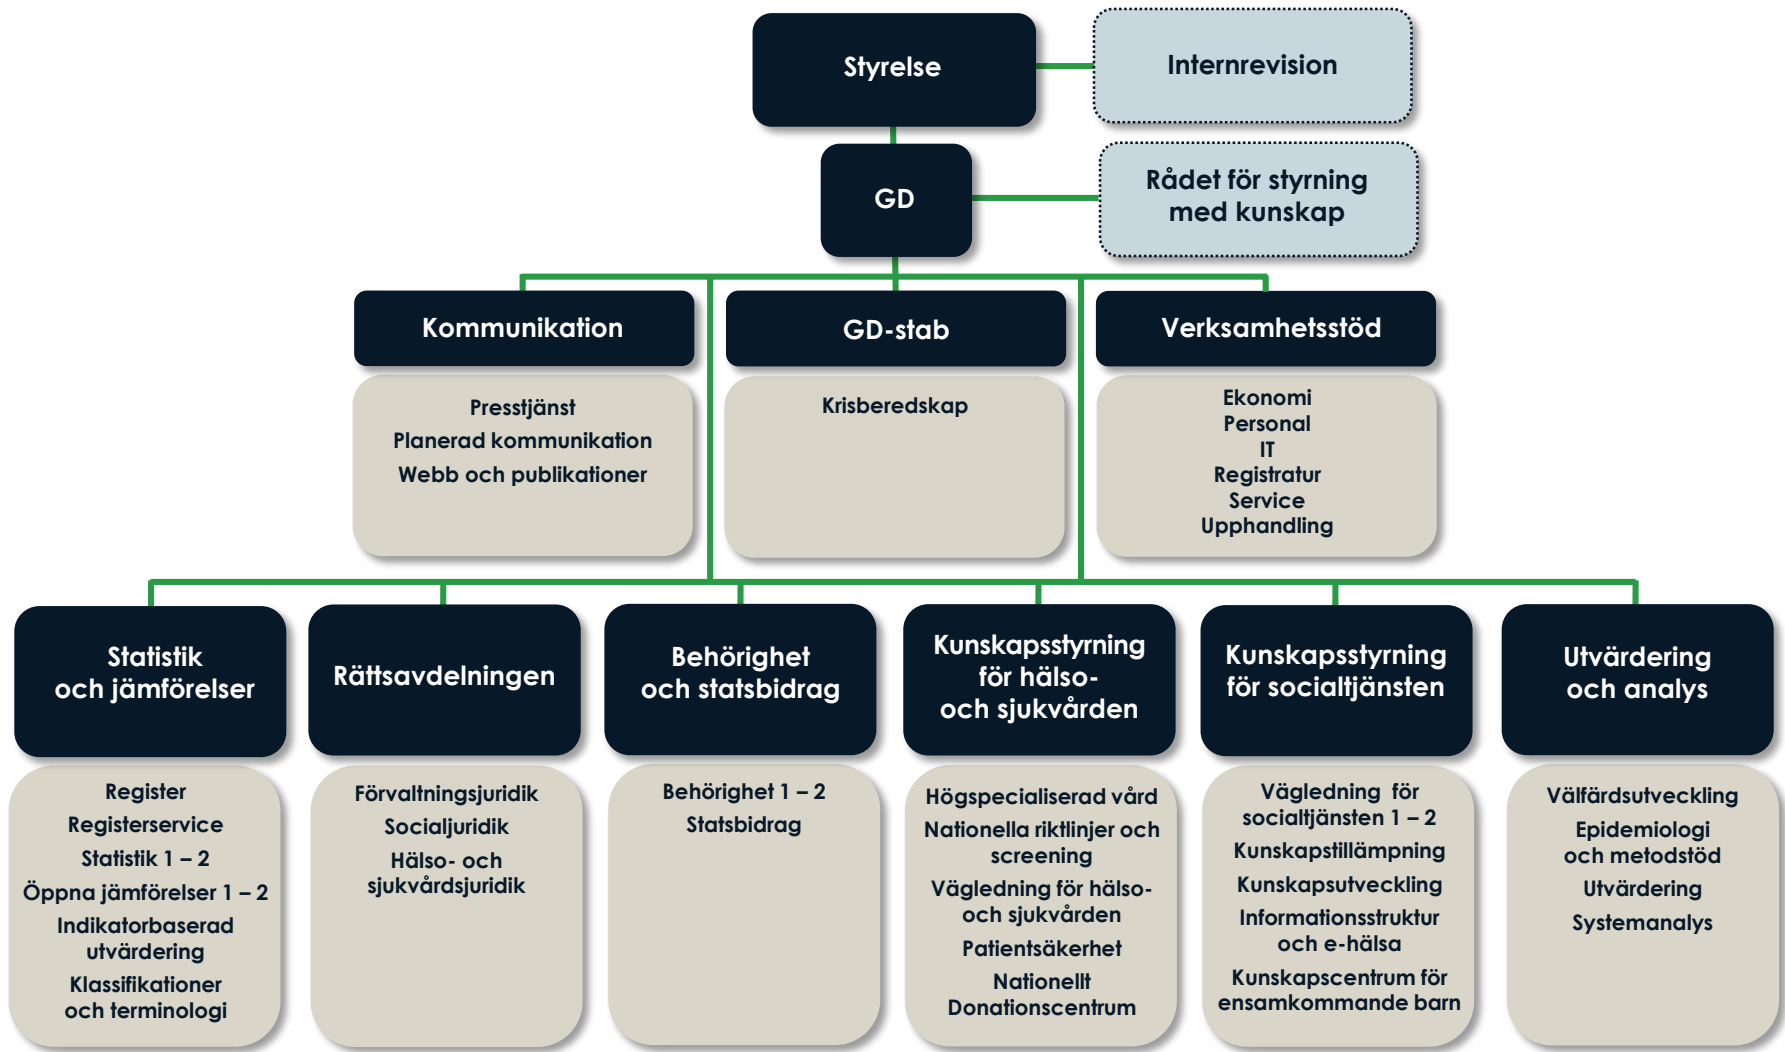 Styrelse
Internrevision
GD
Rådet för styrning
med kunskap
Kommunikation
GD-stab
Verksamhetsstöd
Presstjänst
Planerad kommunikation
Webb och publikationer
Krisberedskap
Ekonomi
Personal
IT
Registratur
Service
Upphandling
Statistik
och jämförelser
Rättsavdelningen
Behörighet
och statsbidrag
Kunskapsstyrning
för hälso-
och sjukvården
Kunskapsstyrning
för socialtjänsten
Utvärdering
och analys
Register
Registerservice
Statistik 1 – 2
Öppna jämförelser 1 – 2
Indikatorbaserad
utvärdering
Klassifikationer
och terminologi
Förvaltningsjuridik
Socialjuridik
Hälso- och
sjukvårdsjuridik
Behörighet 1 – 2
Statsbidrag
Högspecialiserad vård
Nationella riktlinjer och
screening
Vägledning för hälso-
och sjukvården
Patientsäkerhet
Nationellt
Donationscentrum
Vägledning för
socialtjänsten 1 – 2
Kunskapstillämpning
Kunskapsutveckling
Informationsstruktur
och e-hälsa
Kunskapscentrum för
ensamkommande barn
Välfärdsutveckling
Epidemiologi
och metodstöd
Utvärdering
Systemanalys